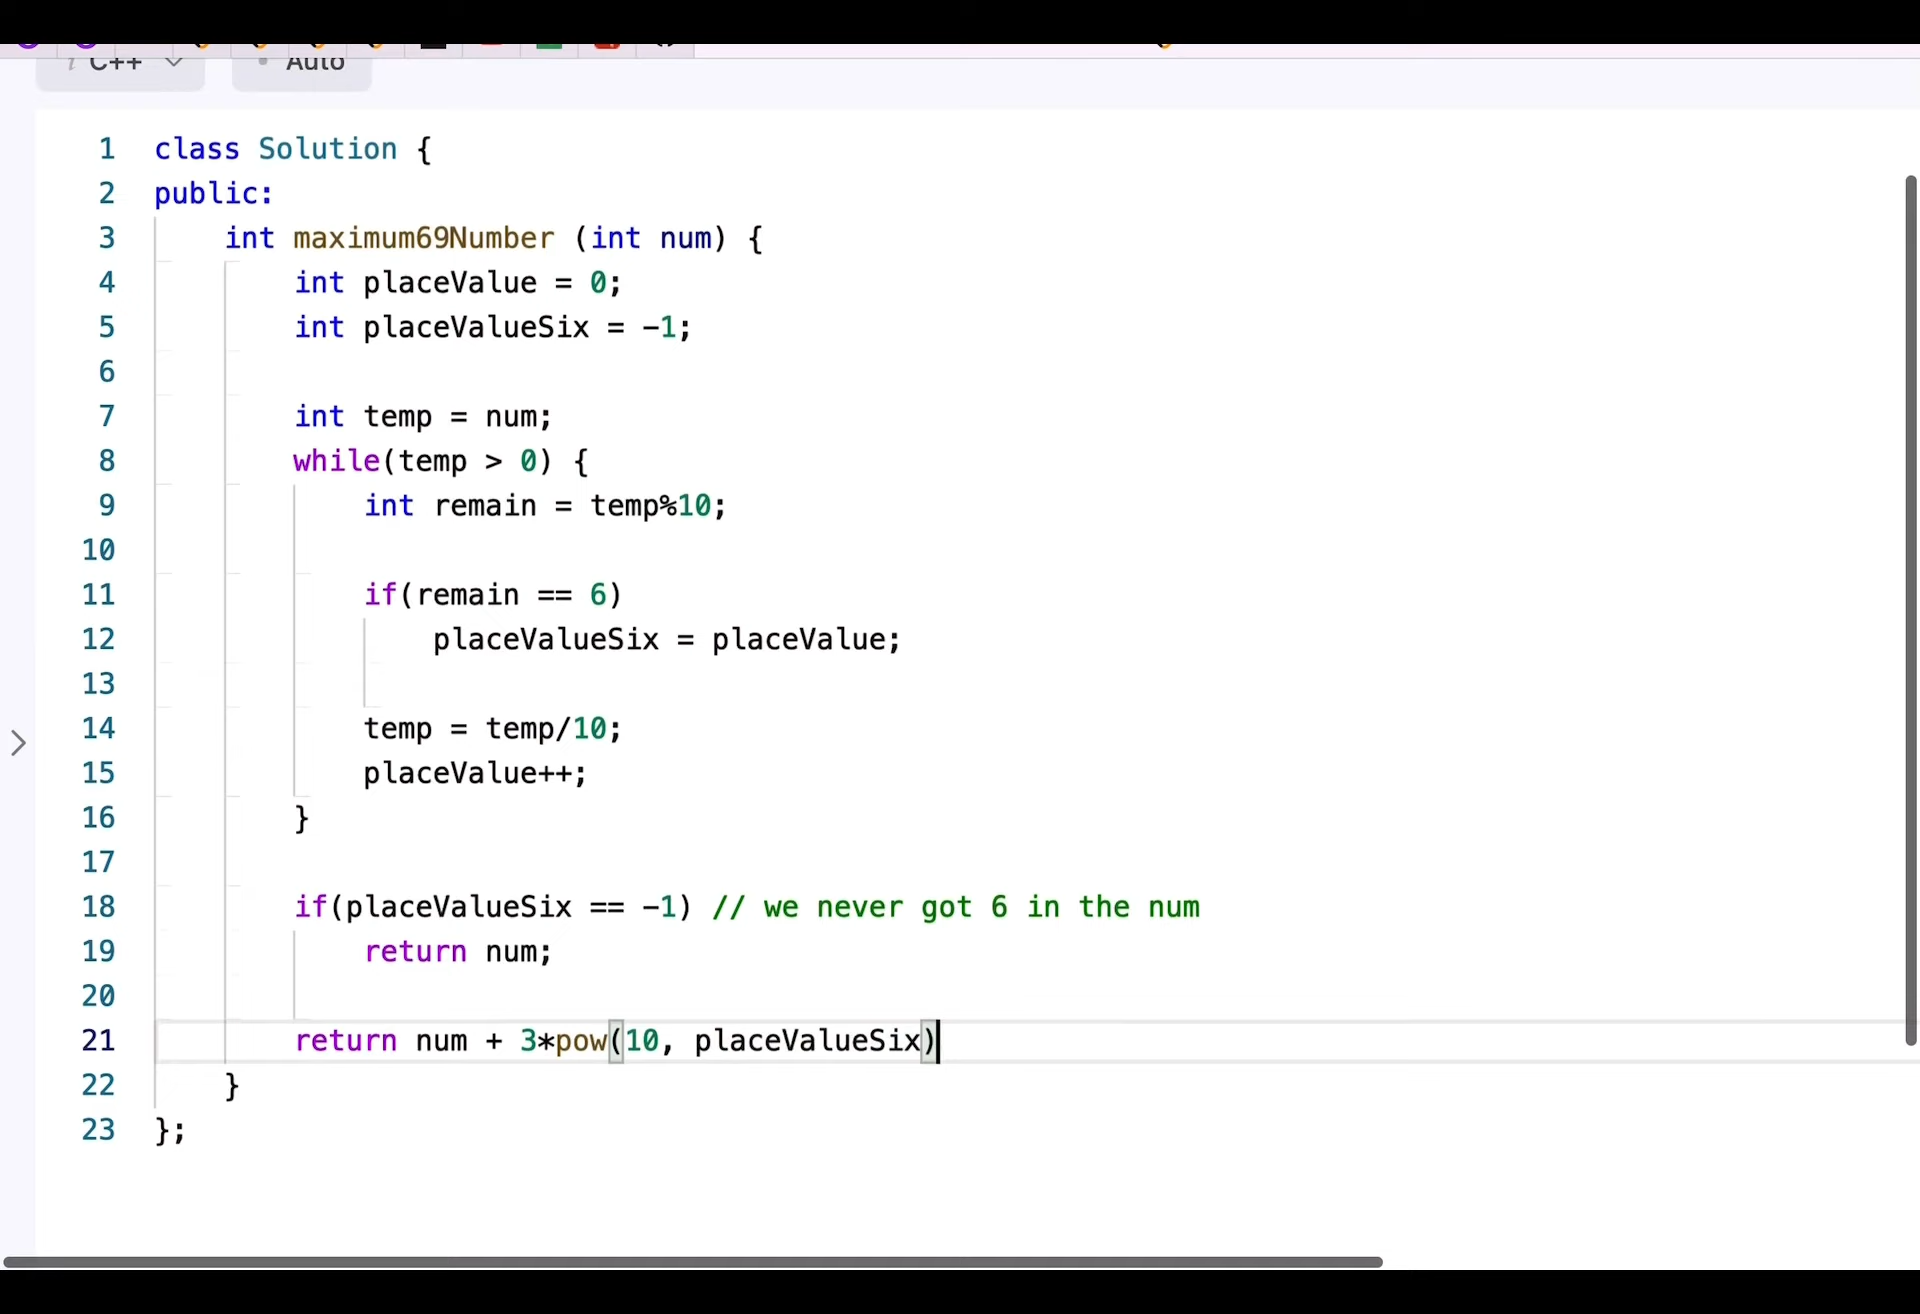 C++ Auto
1 class Solution {
2 public:
3 int maximum69Number (int num) {
4 int placeValue = 0;
5 int placeValueSix = -1;
6
7 int temp = num;
8 while(temp > 0) {
9 int remain = temp%10;
10
11 if(remain == 6)
12 placeValueSix = placeValue;
13
14 temp = temp/10;
15 placeValue++;
16 }
17
18 if(placeValueSix == -1) // we never got 6 in the num
19 return num;
20
21 return num + 3*pow(10, placeValueSix)
22 }
23 };